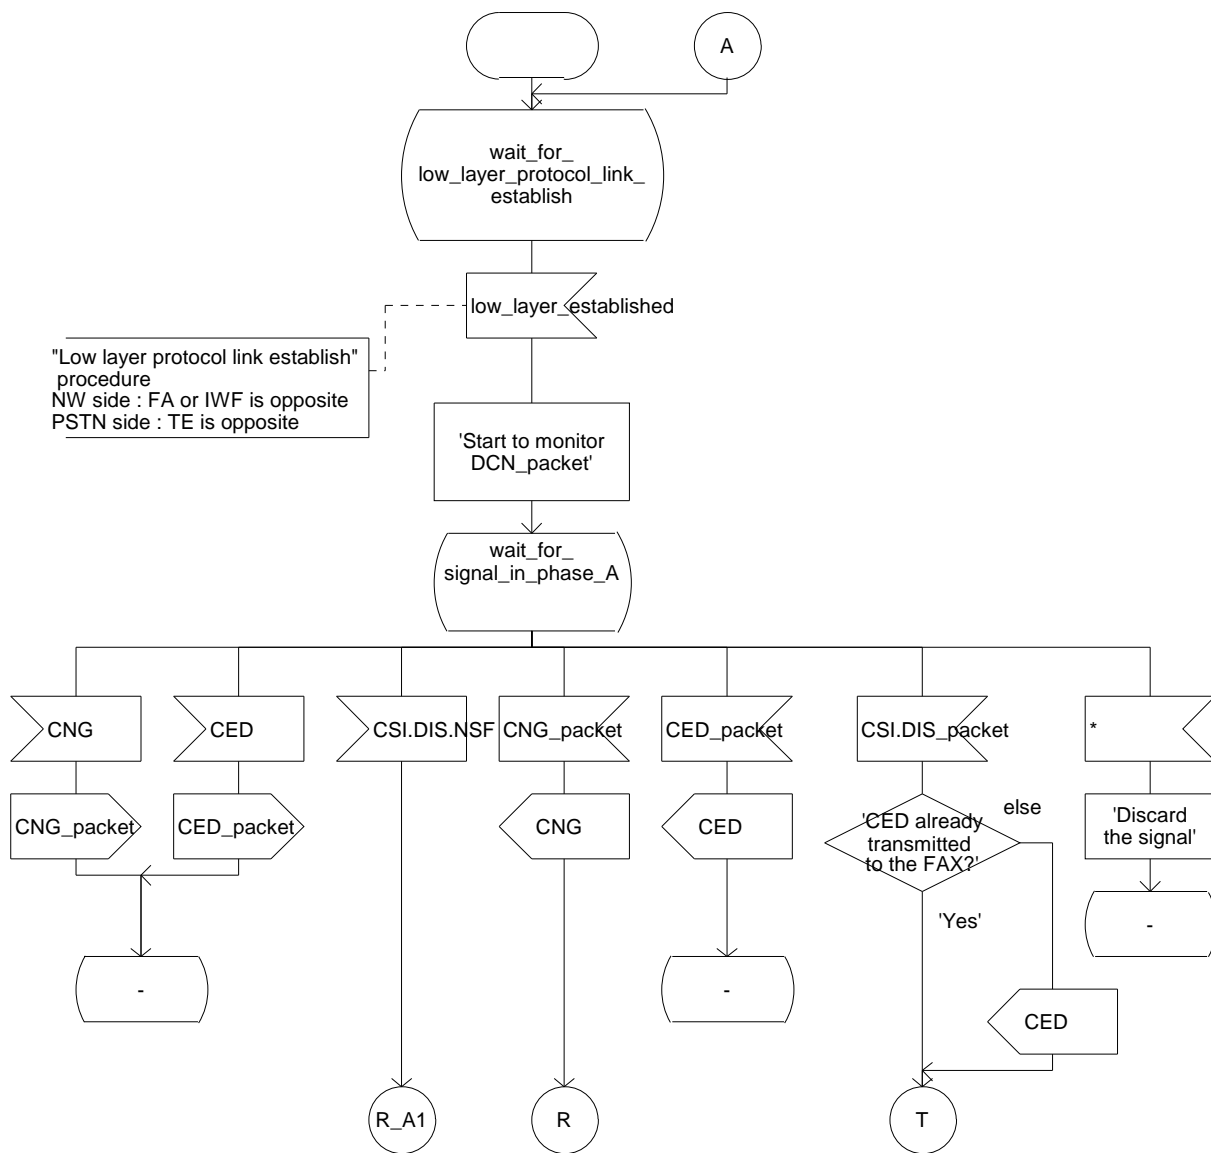 A
wait_for_
low_layer_protocol_link_
establish
low_layer_established
"Low layer protocol link establish"
procedure
NW side : FA or IWF is opposite
PSTN side : TE is opposite
'Start to monitor
DCN_packet'
wait_for_
signal_in_phase_A
CNG
CED
CSI.DIS.NSF
CNG_packet
CED_packet
CSI.DIS_packet
*
CNG_packet
CED_packet
CNG
CED
'CED already
transmitted
to the FAX?'
else
'Discard
the signal'
'Yes'
-
-
-
CED
R_A1
R
T